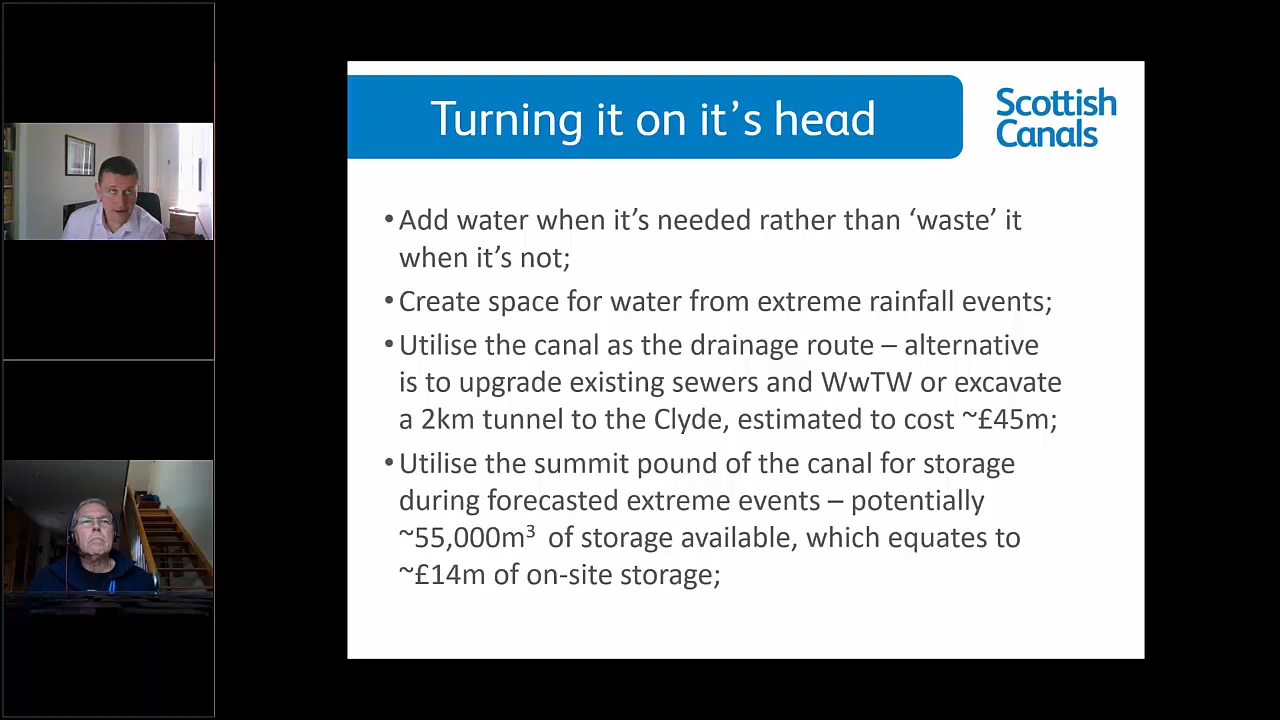 Turning it on it’s head
Scottish
Canals
• Add water when it’s needed rather than ‘waste’ it
when it’s not;
• Create space for water from extreme rainfall events;
• Utilise the canal as the drainage route – alternative
is to upgrade existing sewers and WwTW or excavate
a 2km tunnel to the Clyde, estimated to cost ~£45m;
• Utilise the summit pound of the canal for storage
during forecasted extreme events – potentially
~55,000m³ of storage available, which equates to
~£14m of on-site storage;